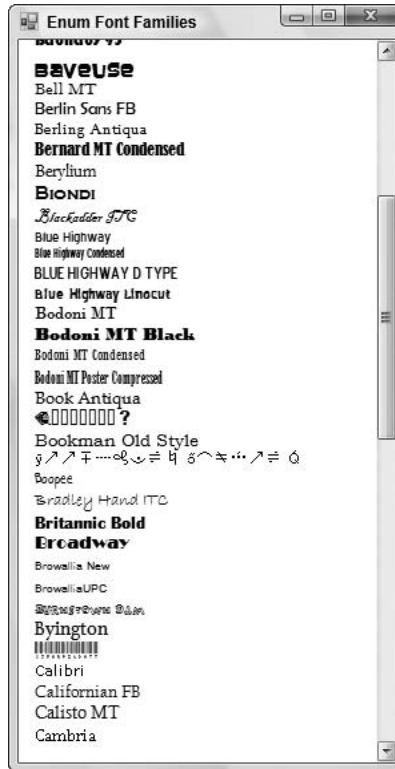 Enum Font Families
Baveuse
Bell MT
Berlin Sans FB
Berling Antiqua
Bernard MT Condensed
Berylium
BIONDI
Blackadder ITC
Blue Highway
Blue Highway Condensed
BLUE HIGHWAY D TYPE
Blue Highway Linocut
Bodoni MT
Bodoni MT Black
Bodoni MT Condensed
Bodoni MT Poster Compressed
Book Antiqua
?
Bookman Old Style
Boopee
Bradley Hand ITC
Britannic Bold
Broadway
Browallia New
BrowalliaUPC
Byington
Calibri
Californian FB
Calisto MT
Cambria